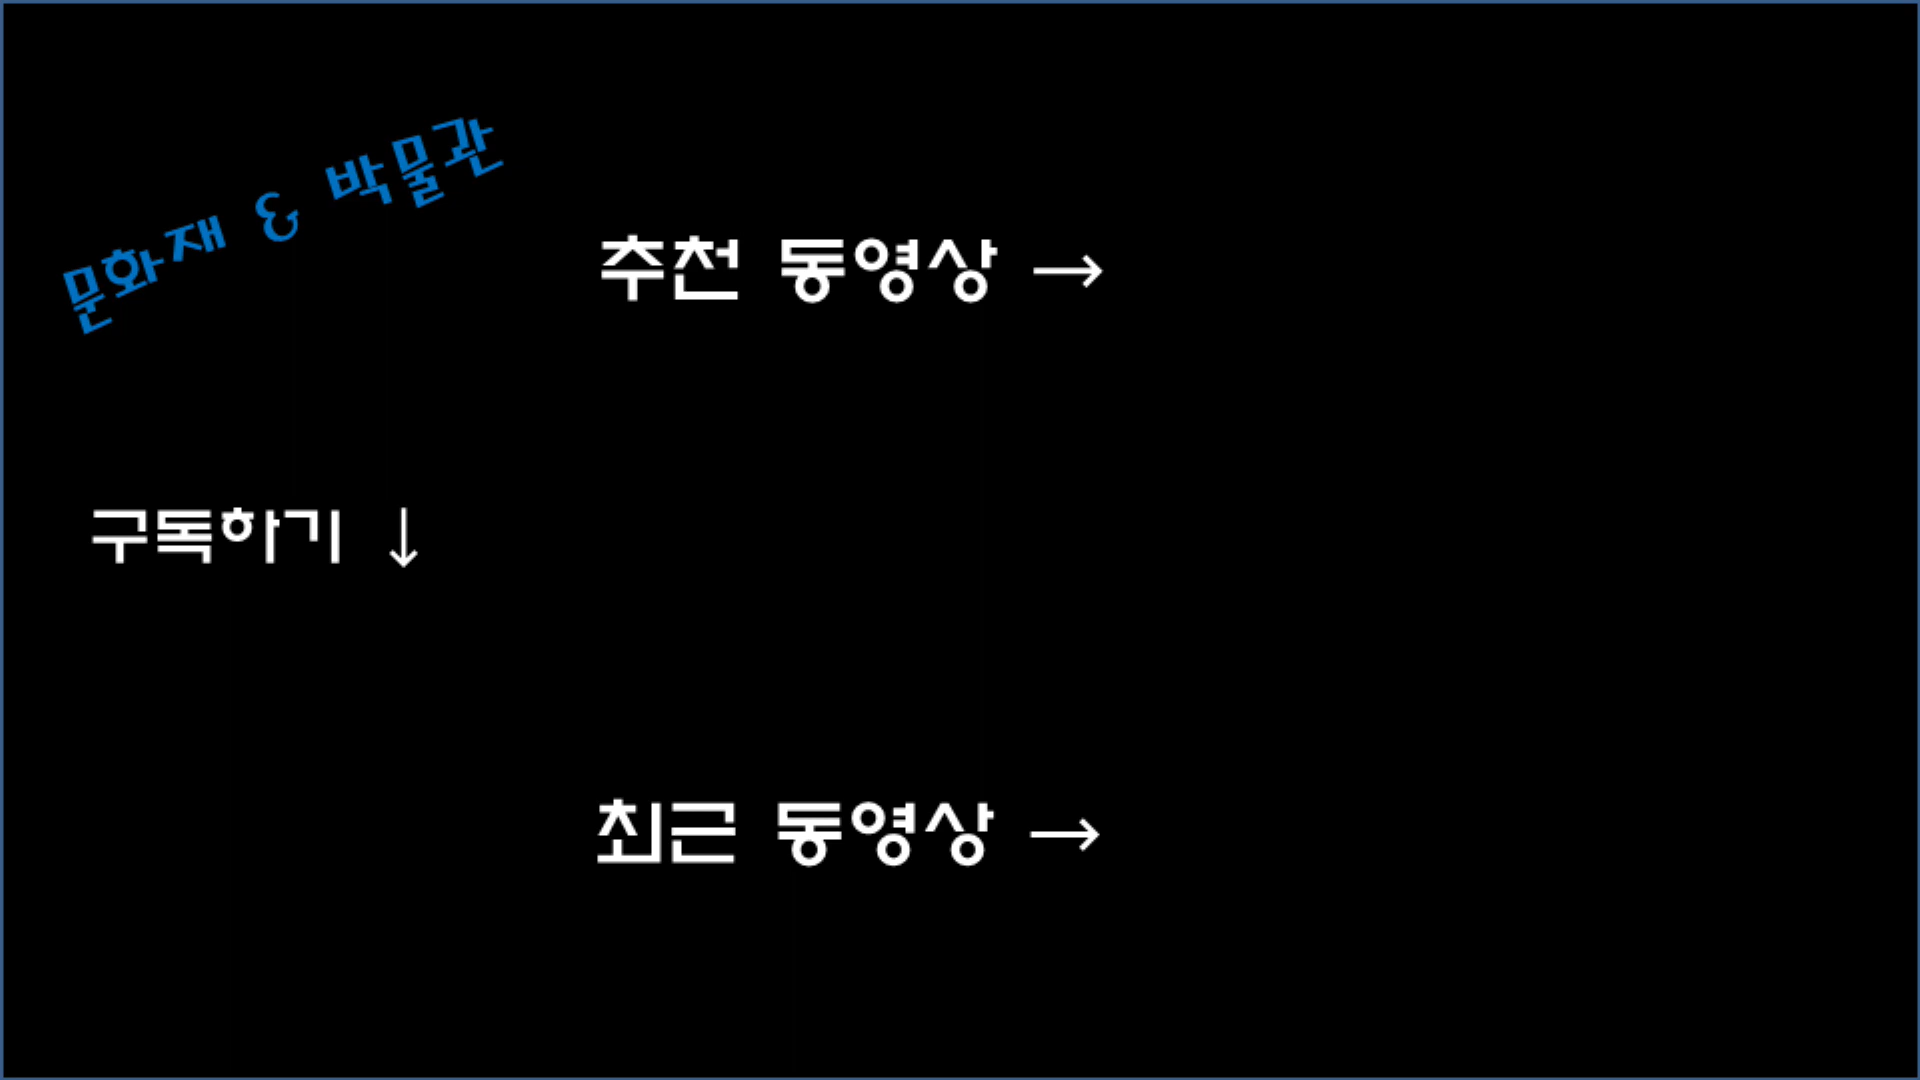 문화재 & 박물관
추천 동영상 →
구독하기 ↓
최근 동영상 →